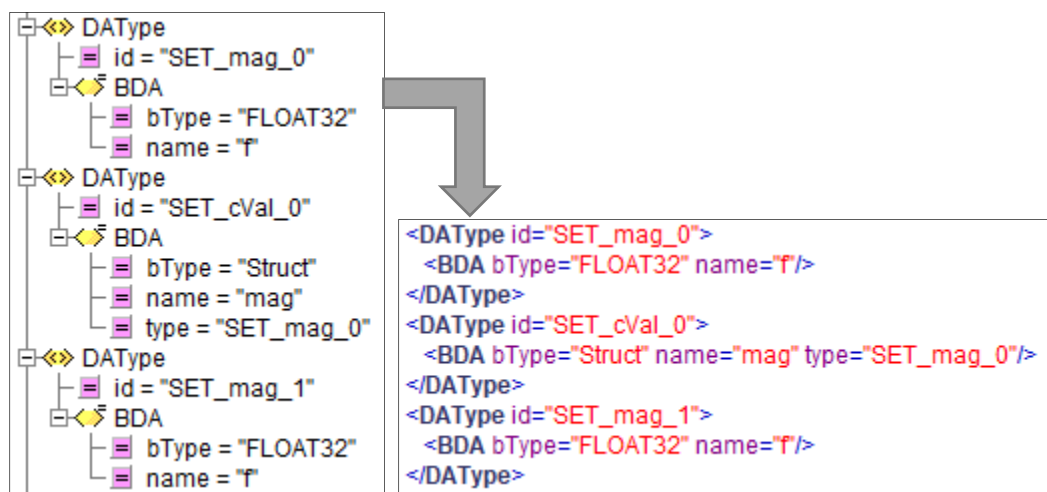 DAType
id = "SET_mag_0"
BDA
bType = "FLOAT32"
name = "f"
DAType
id = "SET_cVal_0"
BDA
bType = "Struct"
name = "mag"
type = "SET_mag_0"
DAType
id = "SET_mag_1"
BDA
bType = "FLOAT32"
name = "f"
<DAType id="SET_mag_0">
<BDA bType="FLOAT32" name="f"/>
</DAType>
<DAType id="SET_cVal_0">
<BDA bType="Struct" name="mag" type="SET_mag_0"/>
</DAType>
<DAType id="SET_mag_1">
<BDA bType="FLOAT32" name="f"/>
</DAType>